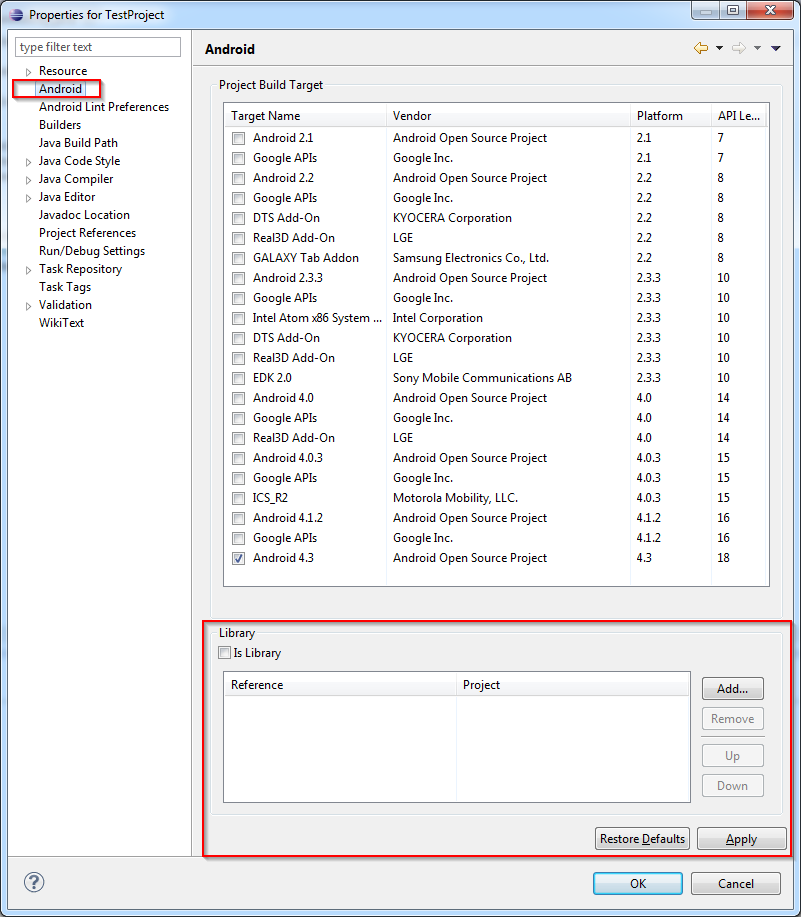 Properties for TestProject
type filter text
Resource
Android
Android Lint Preferences
Builders
Java Build Path
Java Code Style
Java Compiler
Java Editor
Javadoc Location
Project References
Run/Debug Settings
Task Repository
Task Tags
Validation
WikiText
Android
Project Build Target
Target Name Vendor Platform API Le...
Android 2.1 Android Open Source Project 2.1 7
Google APIs Google Inc. 2.1 7
Android 2.2 Android Open Source Project 2.2 8
Google APIs Google Inc. 2.2 8
DTS Add-On KYOCERA Corporation 2.2 8
Real3D Add-On LGE 2.2 8
GALAXY Tab Addon Samsung Electronics Co., Ltd. 2.2 8
Android 2.3.3 Android Open Source Project 2.3.3 10
Google APIs Google Inc. 2.3.3 10
Intel Atom x86 System ... Intel Corporation 2.3.3 10
DTS Add-On KYOCERA Corporation 2.3.3 10
Real3D Add-On LGE 2.3.3 10
EDK 2.0 Sony Mobile Communications AB 2.3.3 10
Android 4.0 Android Open Source Project 4.0 14
Google APIs Google Inc. 4.0 14
Real3D Add-On LGE 4.0 14
Android 4.0.3 Android Open Source Project 4.0.3 15
Google APIs Google Inc. 4.0.3 15
ICS_R2 Motorola Mobility, LLC. 4.0.3 15
Android 4.1.2 Android Open Source Project 4.1.2 16
Google APIs Google Inc. 4.1.2 16
Android 4.3 Android Open Source Project 4.3 18
Library
Is Library
Reference Project
Add...
Remove
Up
Down
Restore Defaults Apply
? OK Cancel